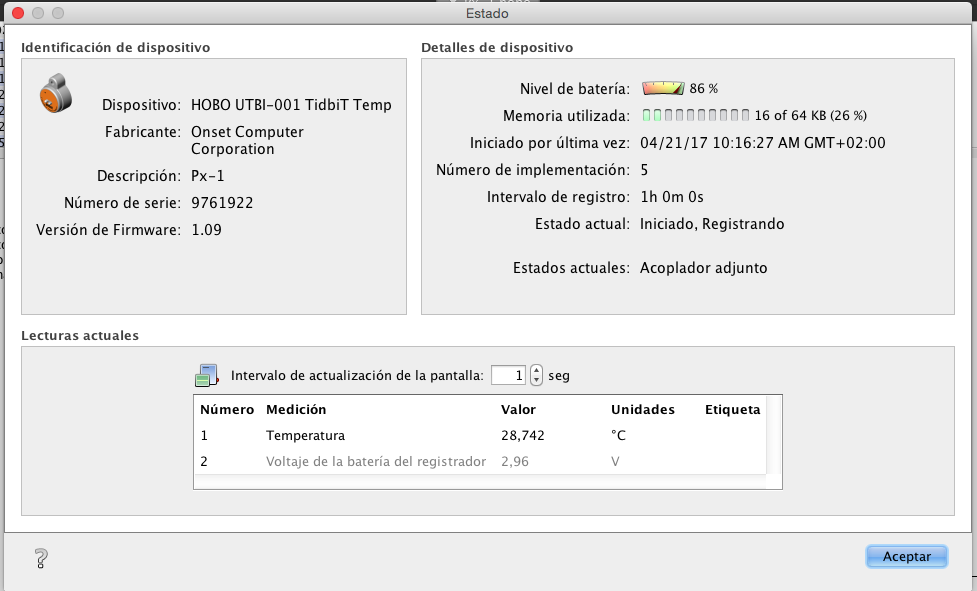 Estado
Identificación de dispositivo
Dispositivo: HOBO UTBI-001 TidbiT Temp
Fabricante: Onset Computer
Corporation
Descripción: Px-1
Número de serie: 9761922
Versión de Firmware: 1.09
Detalles de dispositivo
Nivel de batería: 86 %
Memoria utilizada: 16 of 64 KB (26 %)
Iniciado por última vez: 04/21/17 10:16:27 AM GMT+02:00
Número de implementación: 5
Intervalo de registro: 1h 0m 0s
Estado actual: Iniciado, Registrando
Estados actuales: Acoplador adjunto
Lecturas actuales
Intervalo de actualización de la pantalla: 1 seg
Número Medición Valor Unidades Etiqueta
1 Temperatura 28,742 °C
2 Voltaje de la batería del registrador 2,96 V
?
Aceptar